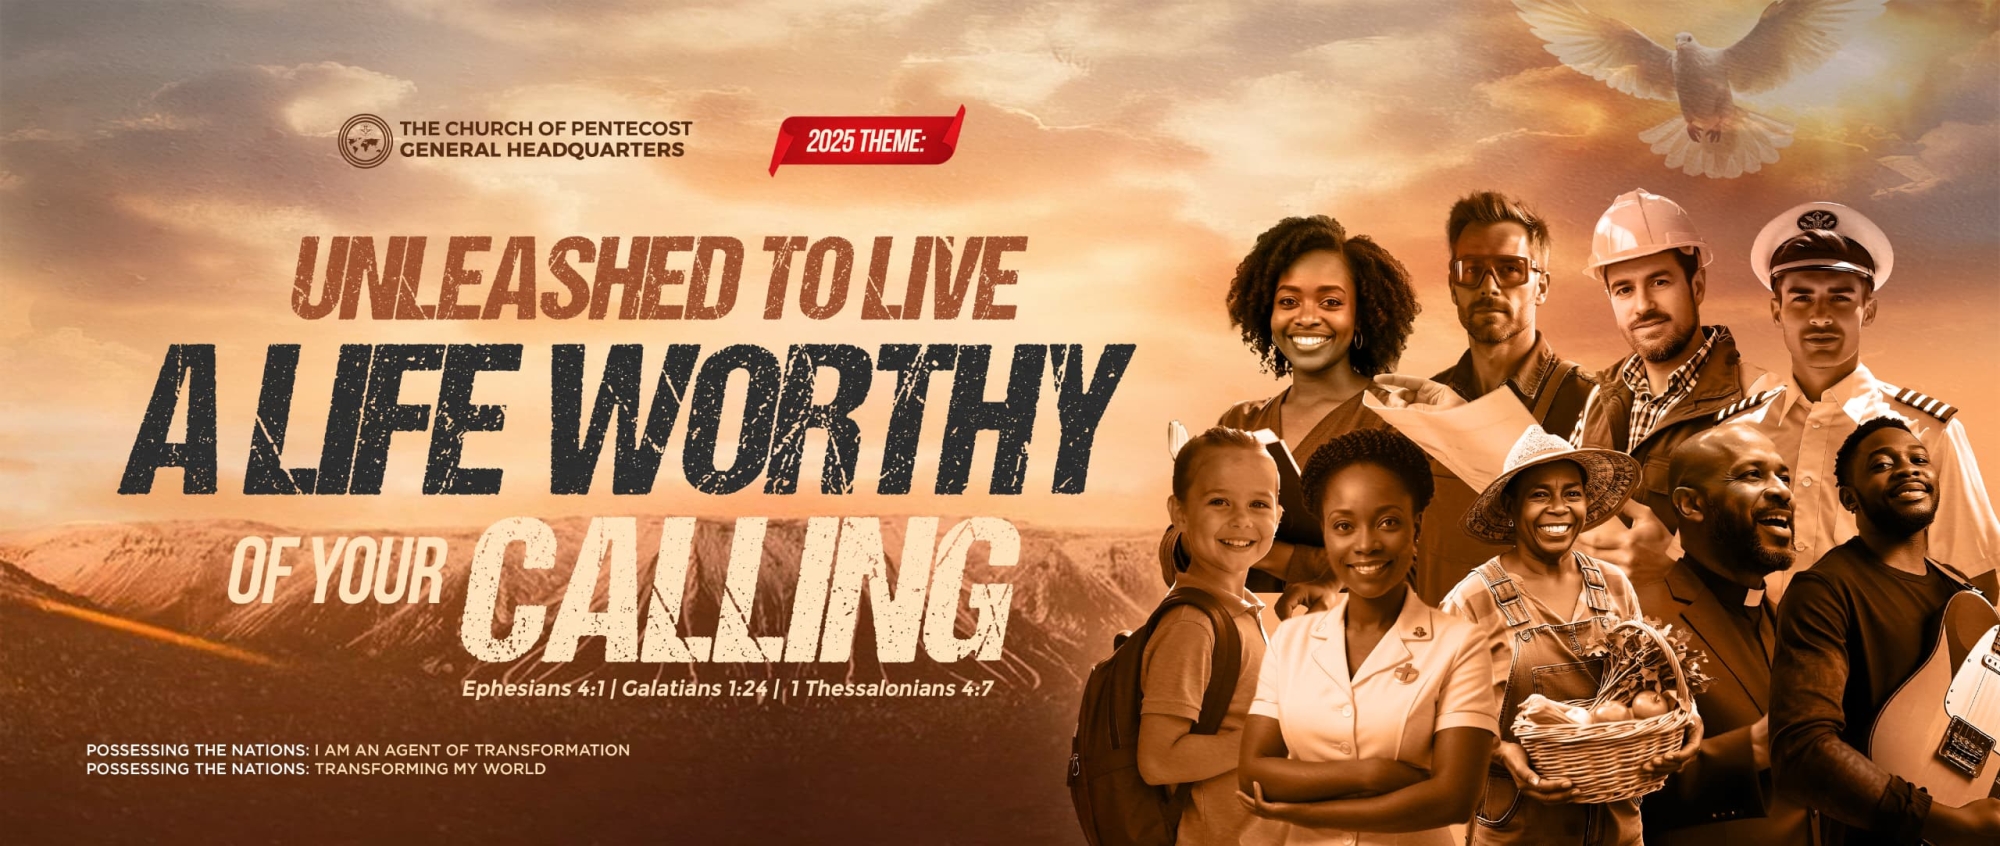 THE CHURCH OF PENTECOST
GENERAL HEADQUARTERS
2025 THEME:
UNLEASHED TO LIVE
A LIFE WORTHY
OF YOUR CALLING
Ephesians 4:1 | Galatians 1:24 | 1 Thessalonians 4:7
POSSESSING THE NATIONS: I AM AN AGENT OF TRANSFORMATION
POSSESSING THE NATIONS: TRANSFORMING MY WORLD